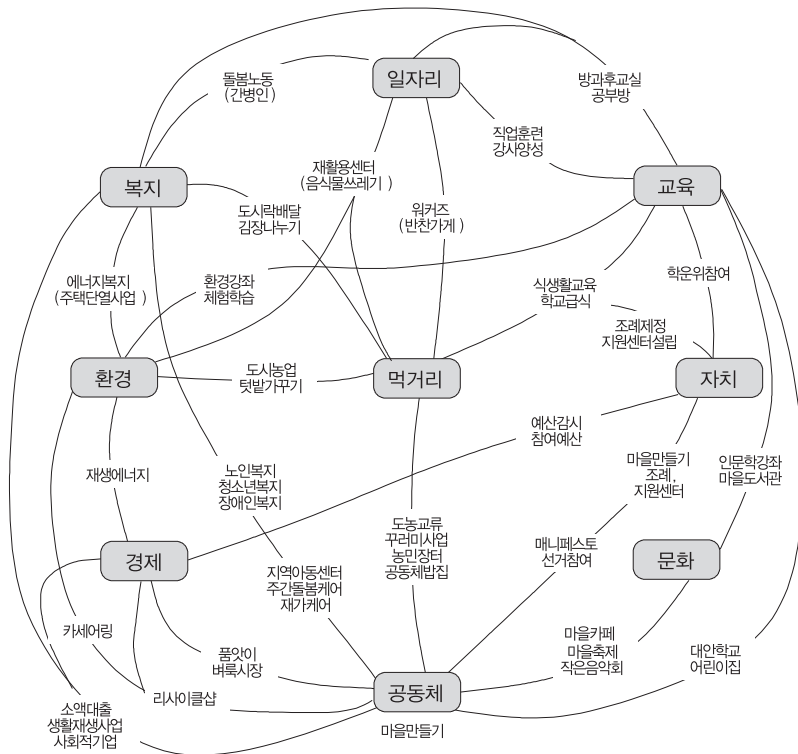 일자리
돌봄노동
(간병인)
방과후교실
공부방
직업훈련
강사양성
재활용센터
(음식물쓰레기)
복지
교육
도시락배달
김장나누기
워커즈
(반찬가게)
에너지복지
(주택단열사업)
환경강좌
체험학습
식생활교육
학교급식
학운위참여
조례제정
지원센터설립
환경
도시농업
텃밭가꾸기
먹거리
자치
예산감시
참여예산
재생에너지
노인복지
청소년복지
장애인복지
마을만들기
조례,
지원센터
인문학강좌
마을도서관
도농교류
꾸러미사업
농민장터
공동체밥집
매니페스토
선거참여
경제
문화
지역아동센터
주간돌봄케어
재가케어
카세어링
품앗이
벼룩시장
마을카페
마을축제
작은음악회
대안학교
어린이집
리사이클샵
공동체
소액대출
생활재생사업
사회적기업
마을만들기